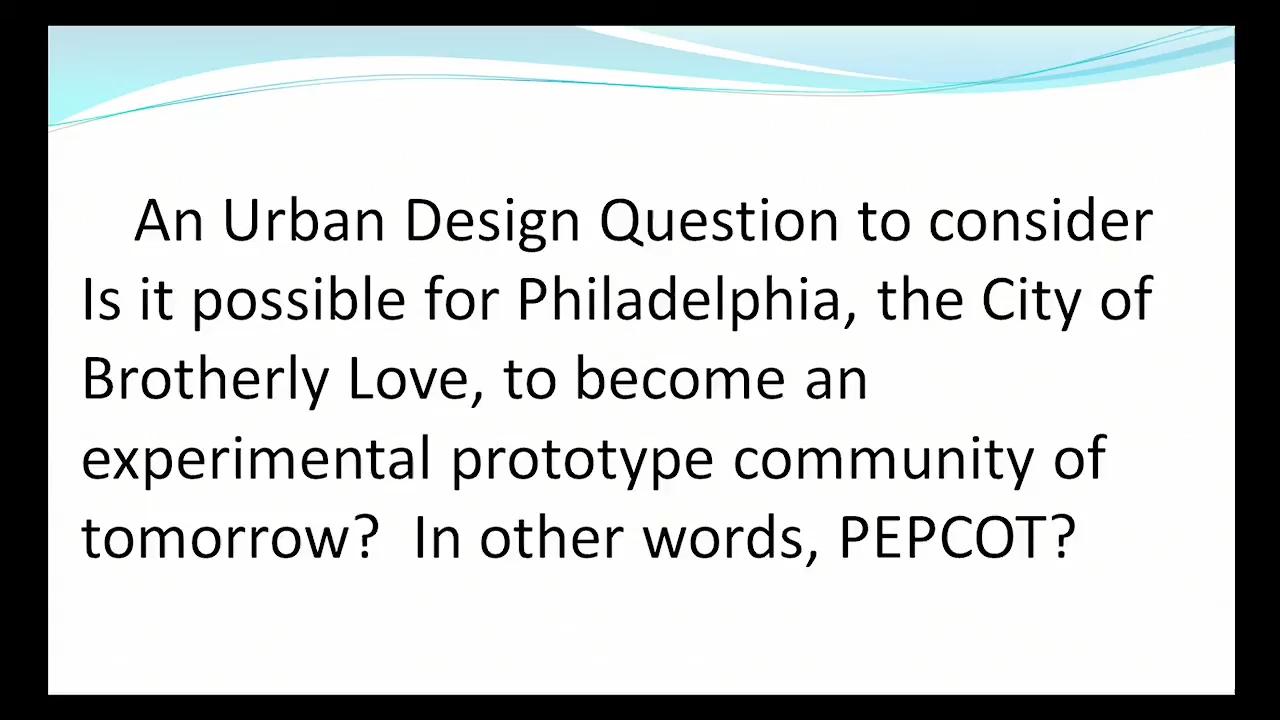 An Urban Design Question to consider
Is it possible for Philadelphia, the City of
Brotherly Love, to become an
experimental prototype community of
tomorrow?  In other words, PEPCOT?